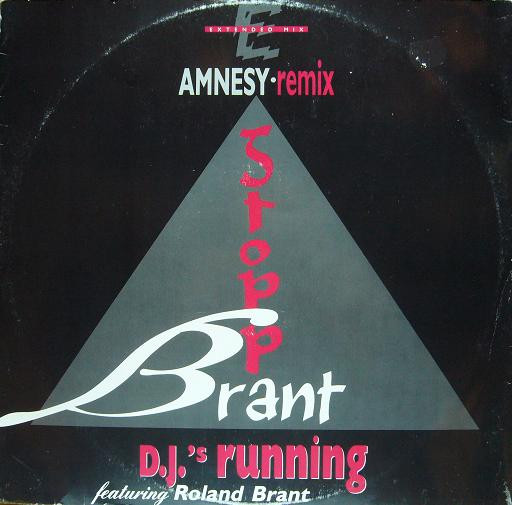 E
EXTENDED MIX
AMNESY·remix
Stopp
Brant
D.J.'s running
featuring Roland Brant